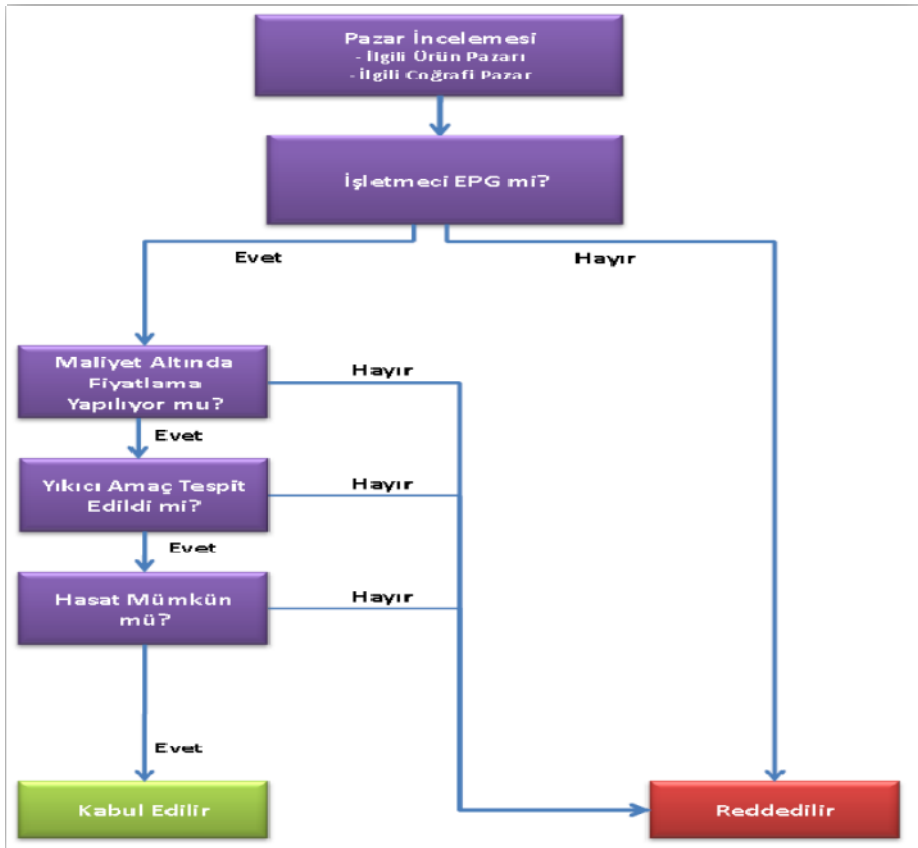 Pazar İncelemesi
- İlgili Ürün Pazarı
- İlgili Coğrafi Pazar
İşletmeci EPG mi?
Evet
Hayır
Maliyet Altında
Fiyatlama
Yapılıyor mu?
Hayır
Evet
Yıkıcı Amaç Tespit
Edildi mi?
Hayır
Evet
Hasat Mümkün
mü?
Hayır
Evet
Kabul Edilir
Reddedilir